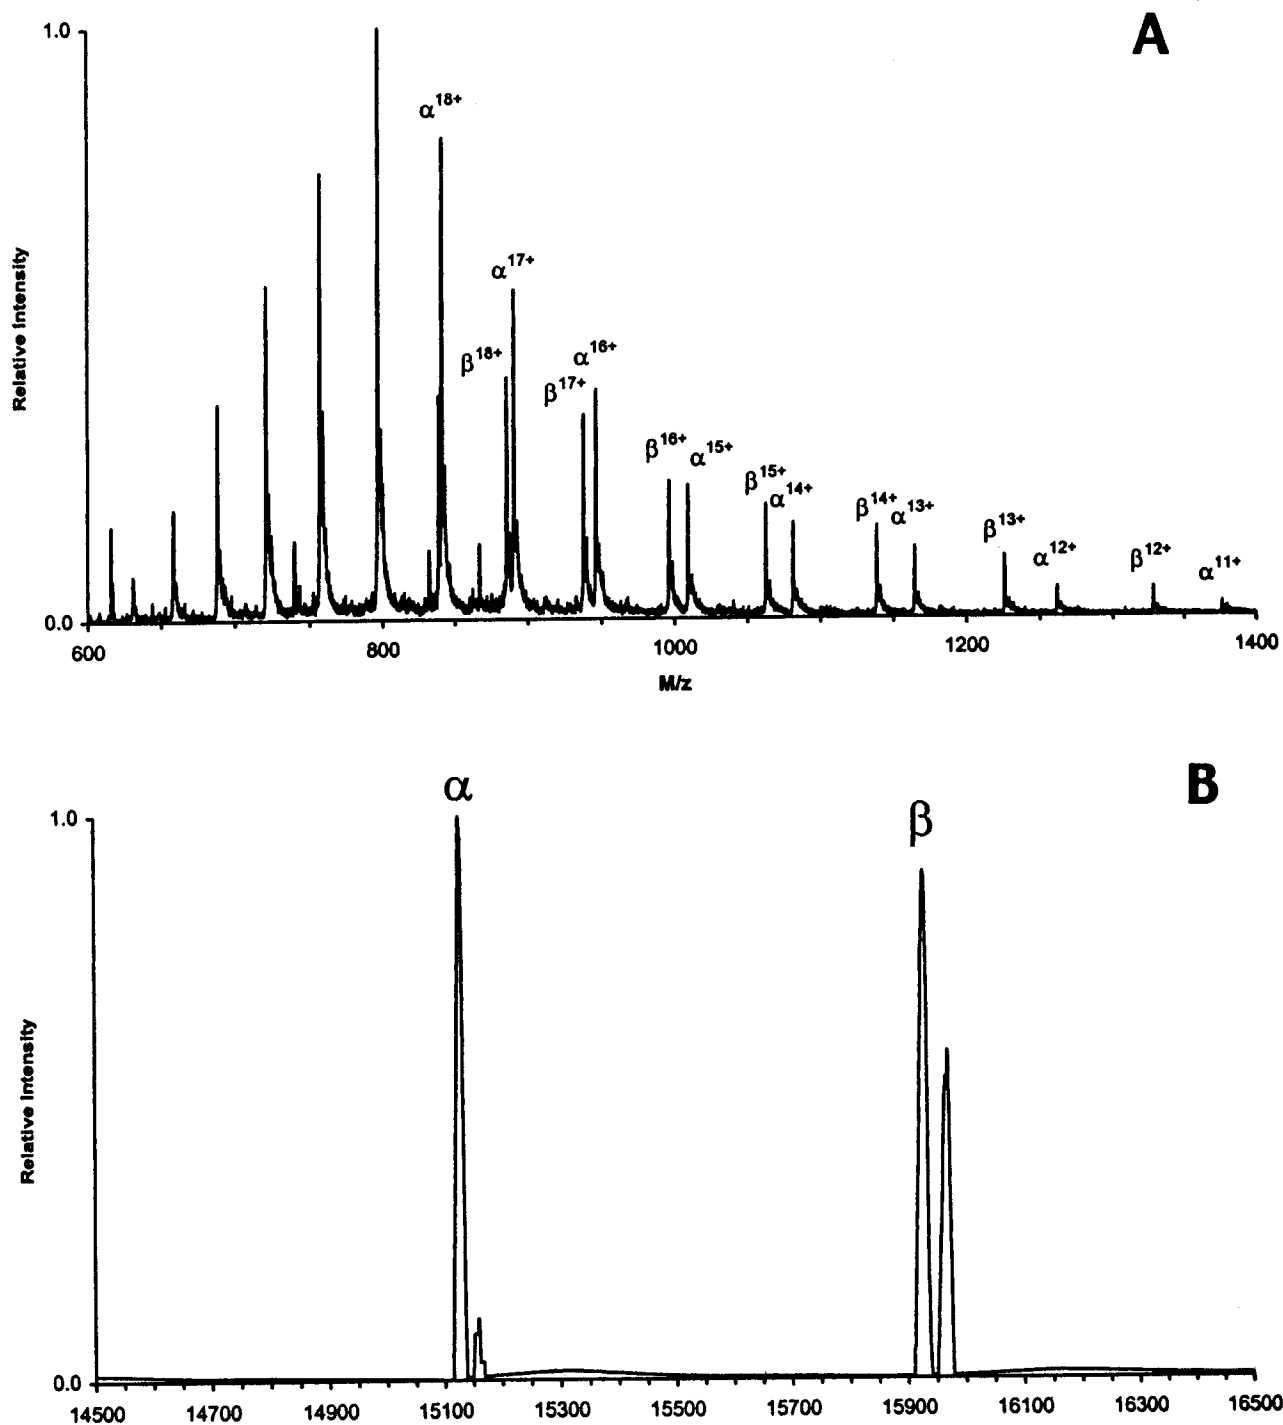 A
1.0
α18+
α17+
β18+
α16+
β17+
β16+
α15+
β15+
α14+
β14+
α13+
β13+
α12+
β12+
α11+
Relative Intensity
0.0
600 800 1000 1200 1400
M/z
B
α
β
1.0
Relative Intensity
0.0
14500 14700 14900 15100 15300 15500 15700 15900 16100 16300 16500